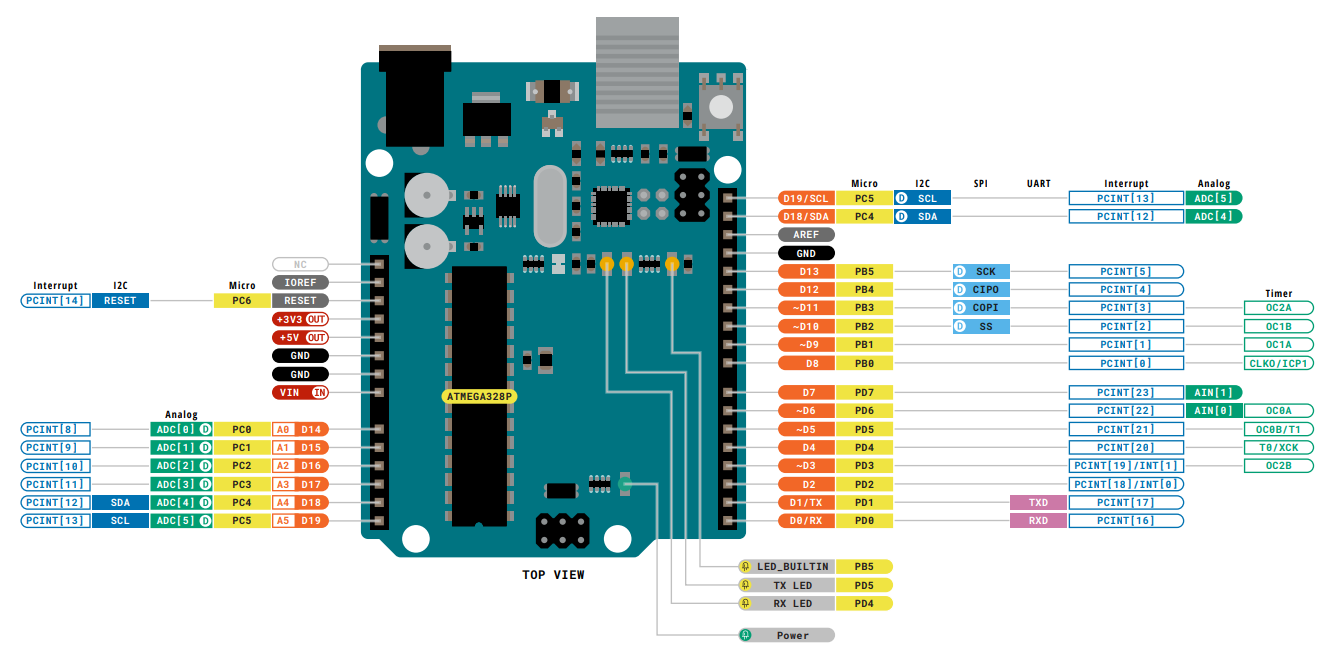 Micro I2C SPI UART Interrupt Analog
D19/SCL PC5 D SCL PCINT[13] ADC[5]
D18/SDA PC4 D SDA PCINT[12] ADC[4]
AREF
GND
D13 PB5 D SCK PCINT[5]
D12 PB4 D CIPO PCINT[4]
Timer
~D11 PB3 D COPI PCINT[3] OC2A
~D10 PB2 D SS PCINT[2] OC1B
~D9 PB1 PCINT[1] OC1A
D8 PB0 PCINT[0] CLKO/ICP1
D7 PD7 PCINT[23] AIN[1]
~D6 PD6 PCINT[22] AIN[0] OC0A
~D5 PD5 PCINT[21] OC0B/T1
D4 PD4 PCINT[20] T0/XCK
~D3 PD3 PCINT[19]/INT[1] OC2B
D2 PD2 PCINT[18]/INT[0]
D1/TX PD1 TXD PCINT[17]
D0/RX PD0 RXD PCINT[16]
NC
IOREF
Interrupt I2C Micro
PCINT[14] RESET PC6 RESET
+3V3 OUT
+5V OUT
GND
GND
VIN IN
ATMEGA328P
Analog
PCINT[8] ADC[0] D PC0 A0 D14
PCINT[9] ADC[1] D PC1 A1 D15
PCINT[10] ADC[2] D PC2 A2 D16
PCINT[11] ADC[3] D PC3 A3 D17
PCINT[12] SDA ADC[4] D PC4 A4 D18
PCINT[13] SCL ADC[5] D PC5 A5 D19
TOP VIEW
LED_BUILTIN PB5
TX LED PD5
RX LED PD4
Power